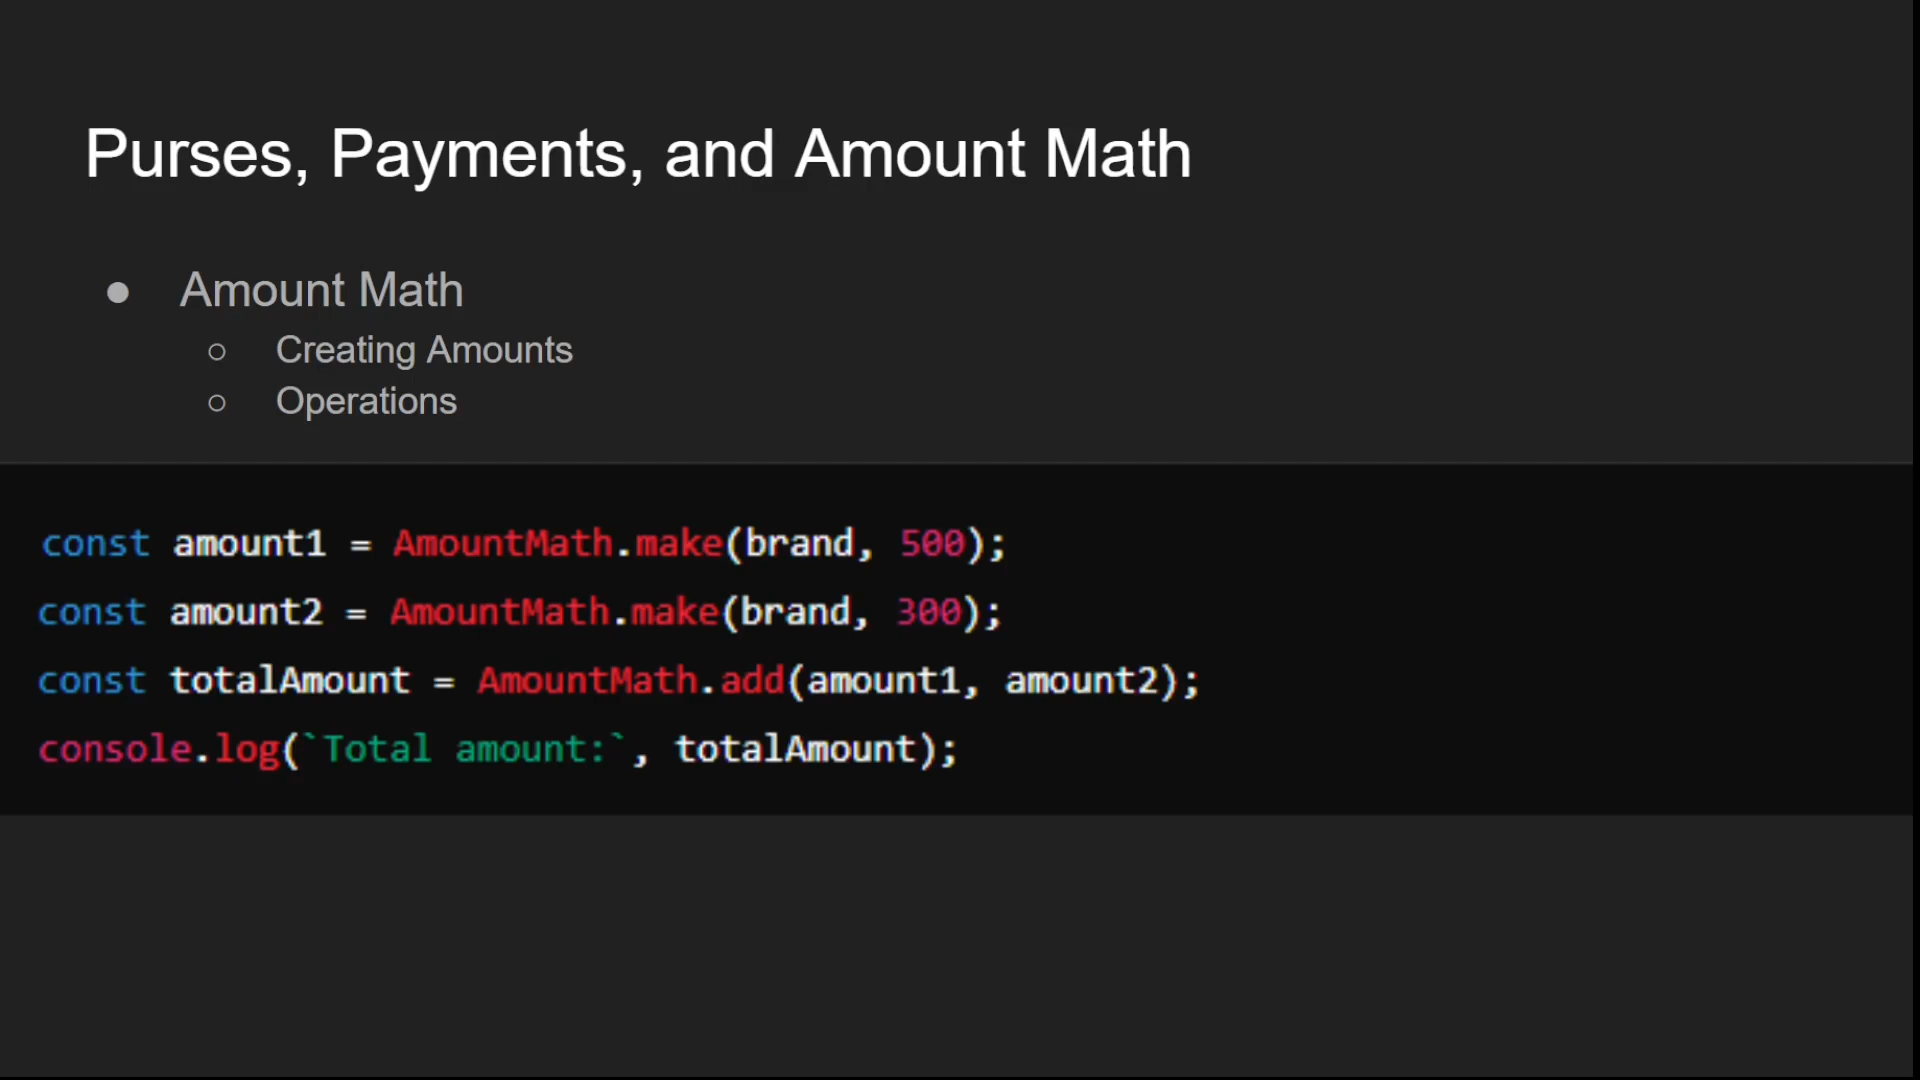 Purses, Payments, and Amount Math
● Amount Math
○ Creating Amounts
○ Operations
const amount1 = AmountMath.make(brand, 500);
const amount2 = AmountMath.make(brand, 300);
const totalAmount = AmountMath.add(amount1, amount2);
console.log(`Total amount:`, totalAmount);